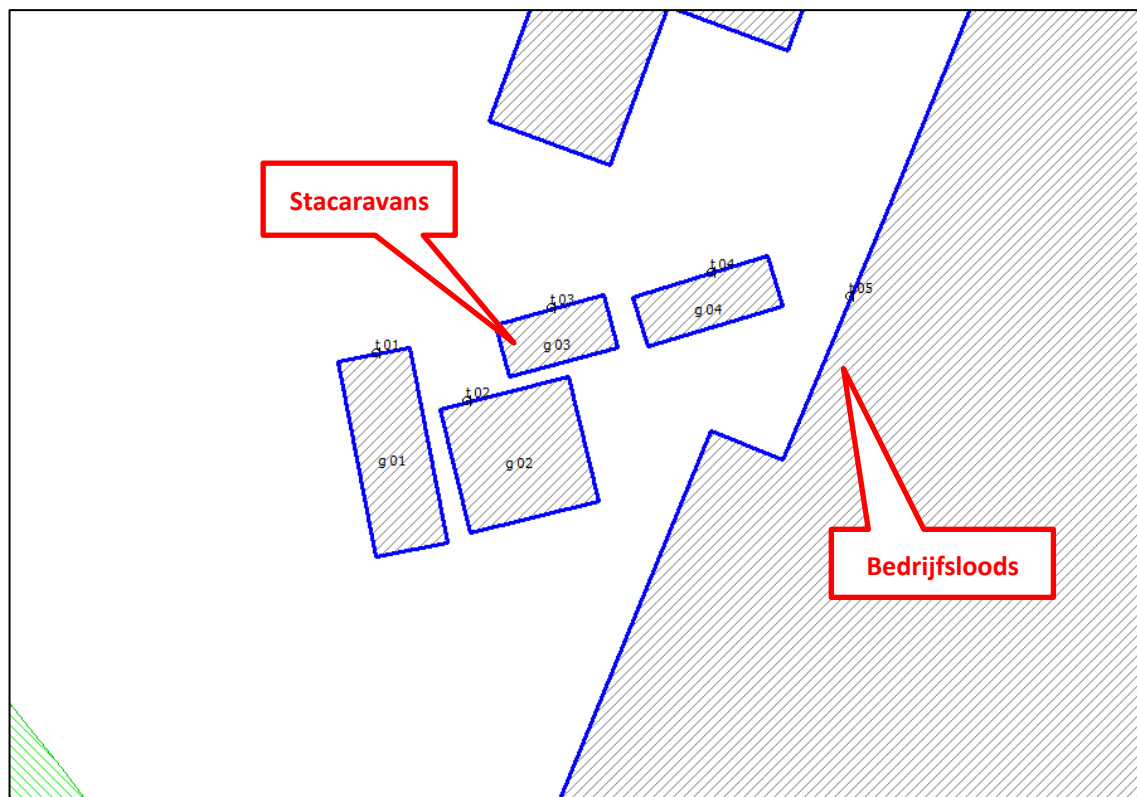 Stacaravans
t 04
t 05
t 03
g 04
g 03
t 01
t 02
g 01
g 02
Bedrijfsloods